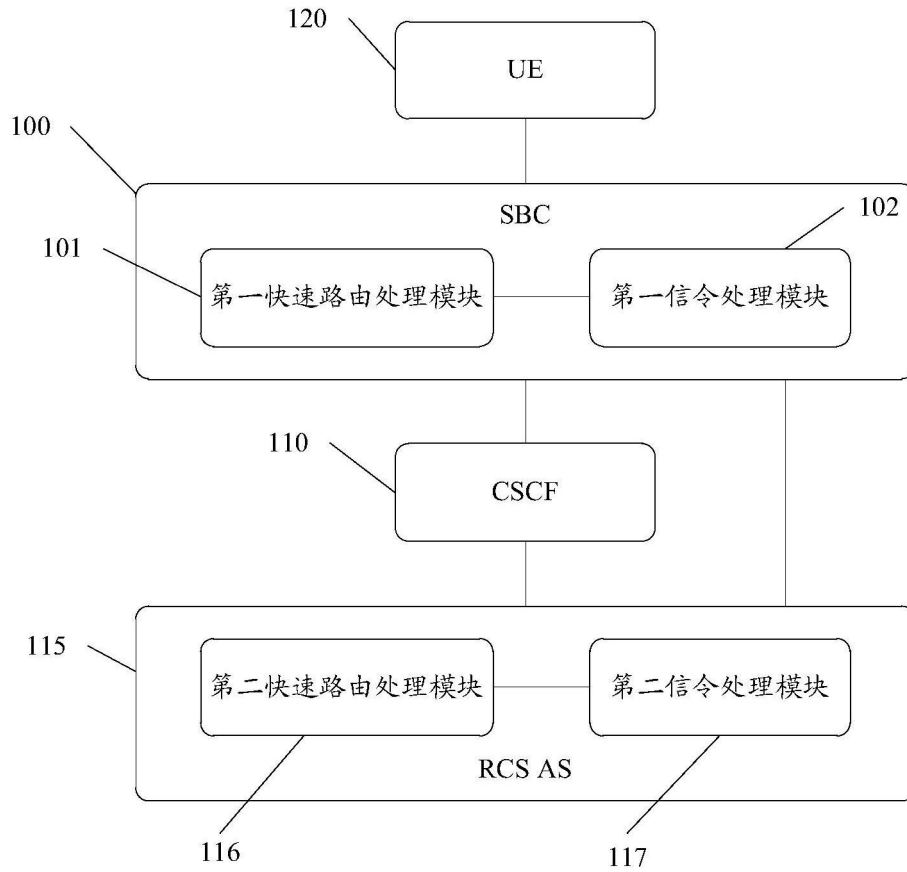 120
UE
100
SBC
102
101
第一快速路由处理模块
第一信令处理模块
110
CSCF
115
第二快速路由处理模块
第二信令处理模块
RCS AS
116
117